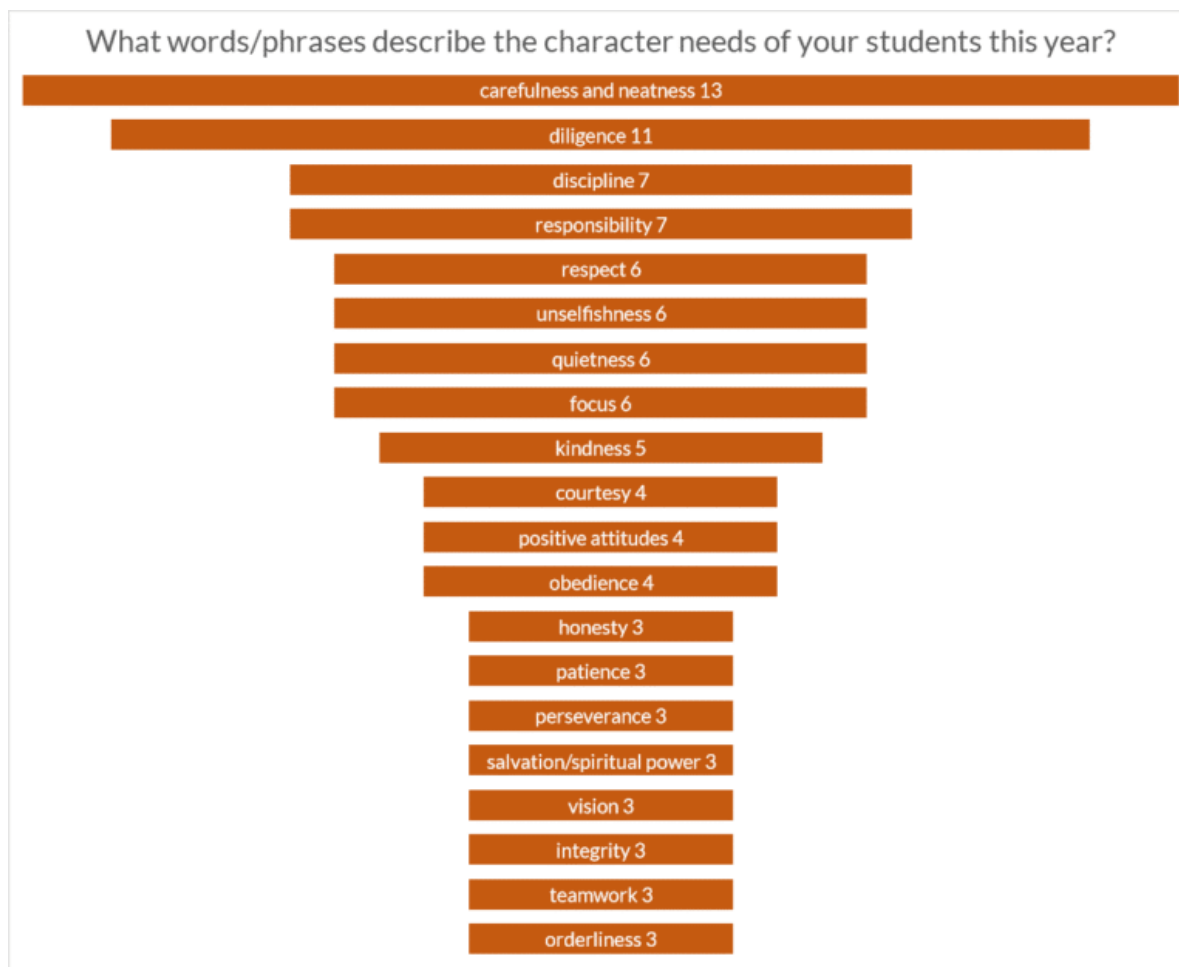 What words/phrases describe the character needs of your students this year?
carefulness and neatness 13
diligence 11
discipline 7
responsibility 7
respect 6
unselfishness 6
quietness 6
focus 6
kindness 5
courtesy 4
positive attitudes 4
obedience 4
honesty 3
patience 3
perseverance 3
salvation/spiritual power 3
vision 3
integrity 3
teamwork 3
orderliness 3